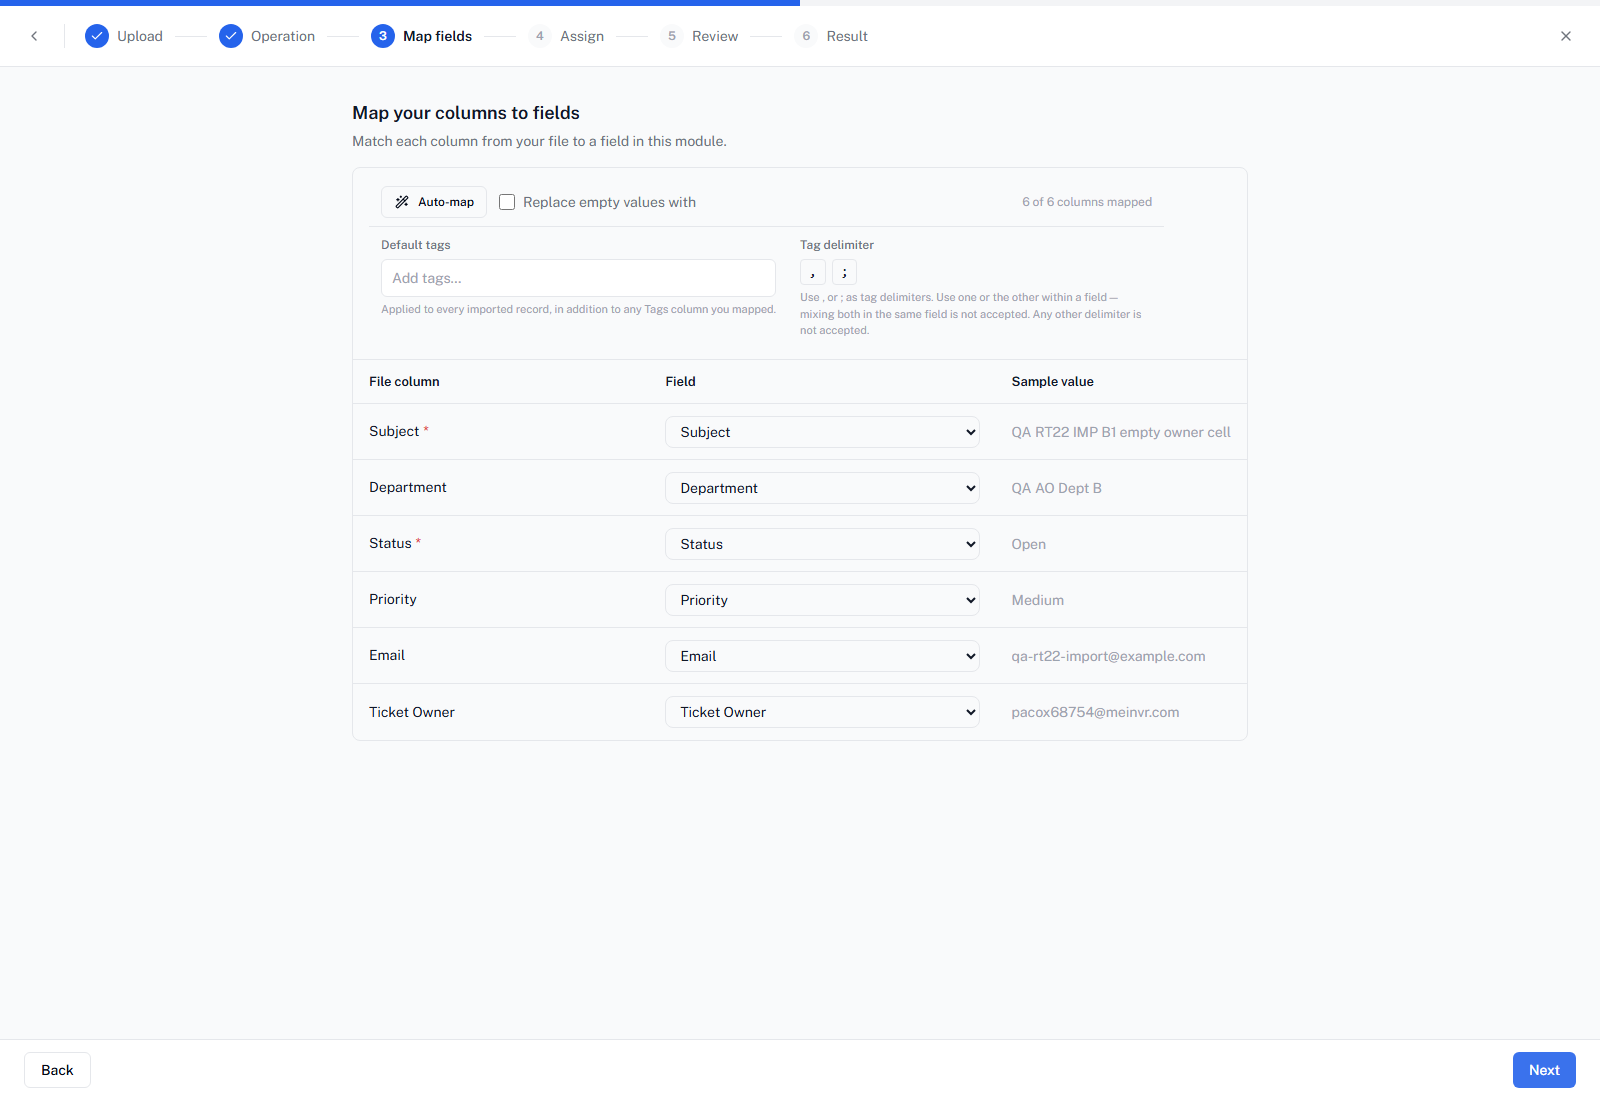 Upload
Operation
3 Map fields
4 Assign
5 Review
6 Result
Map your columns to fields
Match each column from your file to a field in this module.
Auto-map
Replace empty values with
6 of 6 columns mapped
Default tags
Add tags...
Applied to every imported record, in addition to any Tags column you mapped.
Tag delimiter
, ;
Use , or ; as tag delimiters. Use one or the other within a field —
mixing both in the same field is not accepted. Any other delimiter is
not accepted.
File column Field Sample value
Subject * Subject QA RT22 IMP B1 empty owner cell
Department Department QA AO Dept B
Status * Status Open
Priority Priority Medium
Email Email qa-rt22-import@example.com
Ticket Owner Ticket Owner pacox68754@meinvr.com
Back
Next